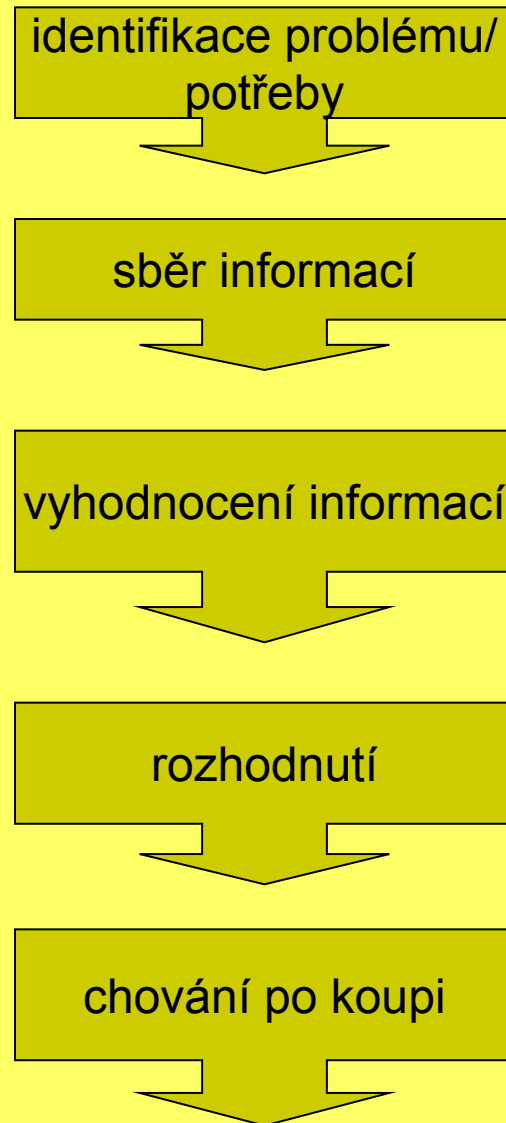 identifikace problému/
potřeby
sběr informací
vyhodnocení informací
rozhodnutí
chování po koupi